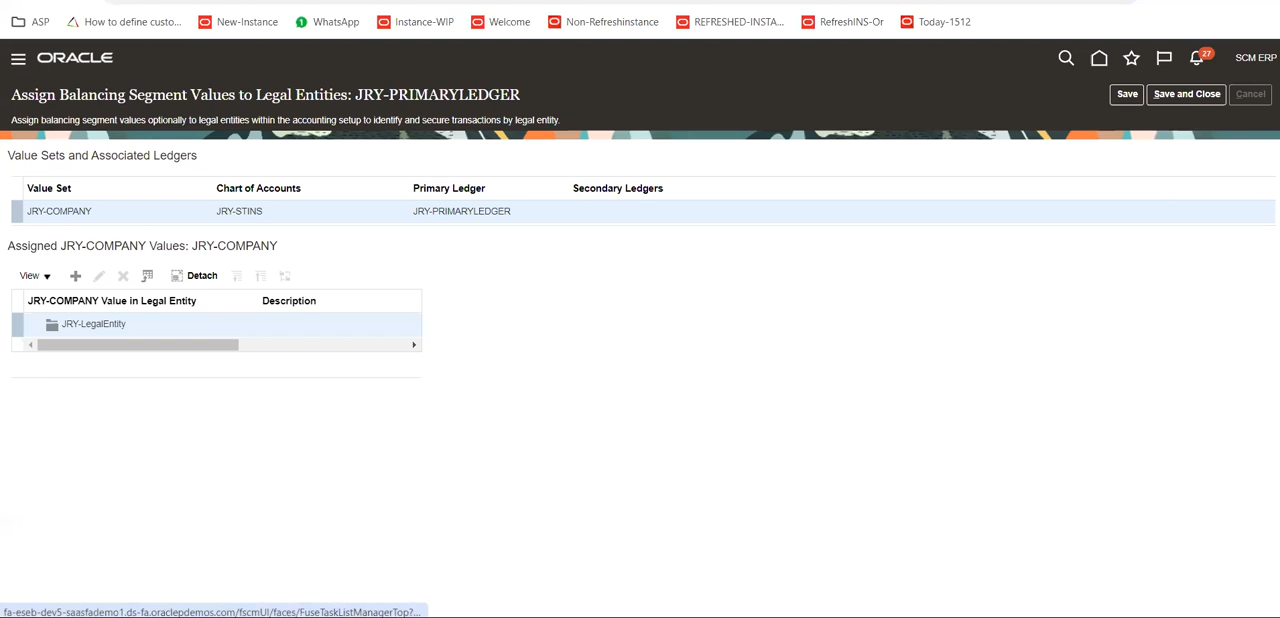 ASP How to define custo... New-Instance WhatsApp Instance-WIP Welcome Non-Refreshinstance REFRESHED-INSTA... RefreshINS-Or Today-1512
ORACLE 27 SCM ERP
Assign Balancing Segment Values to Legal Entities: JRY-PRIMARYLEDGER Save Save and Close Cancel
Assign balancing segment values optionally to legal entities within the accounting setup to identify and secure transactions by legal entity.
Value Sets and Associated Ledgers
Value Set Chart of Accounts Primary Ledger Secondary Ledgers
JRY-COMPANY JRY-STINS JRY-PRIMARYLEDGER
Assigned JRY-COMPANY Values: JRY-COMPANY
View Detach
JRY-COMPANY Value in Legal Entity Description
JRY-LegalEntity
fa-eseb-dev5-saasfademo1.ds-fa.oraclepdemos.com/fscmUI/faces/FuseTaskListManagerTop?...